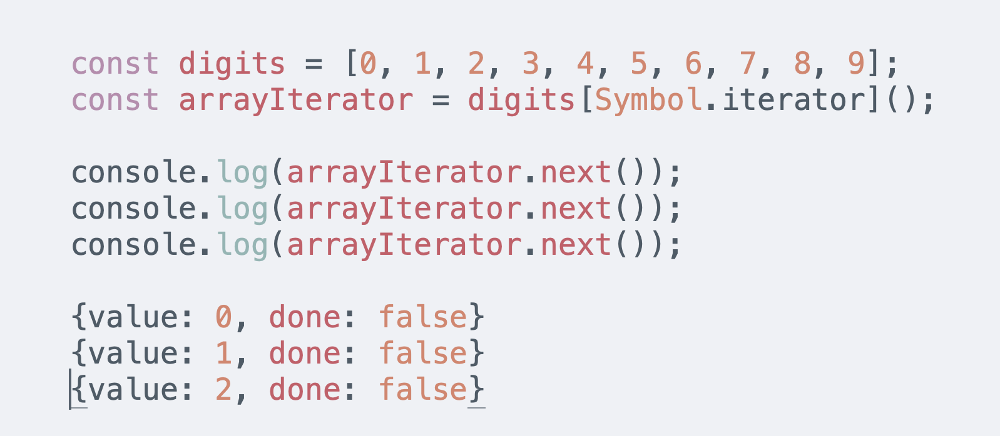 const digits = [0, 1, 2, 3, 4, 5, 6, 7, 8, 9];
const arrayIterator = digits[Symbol.iterator]();
console.log(arrayIterator.next());
console.log(arrayIterator.next());
console.log(arrayIterator.next());
{value: 0, done: false}
{value: 1, done: false}
{value: 2, done: false}